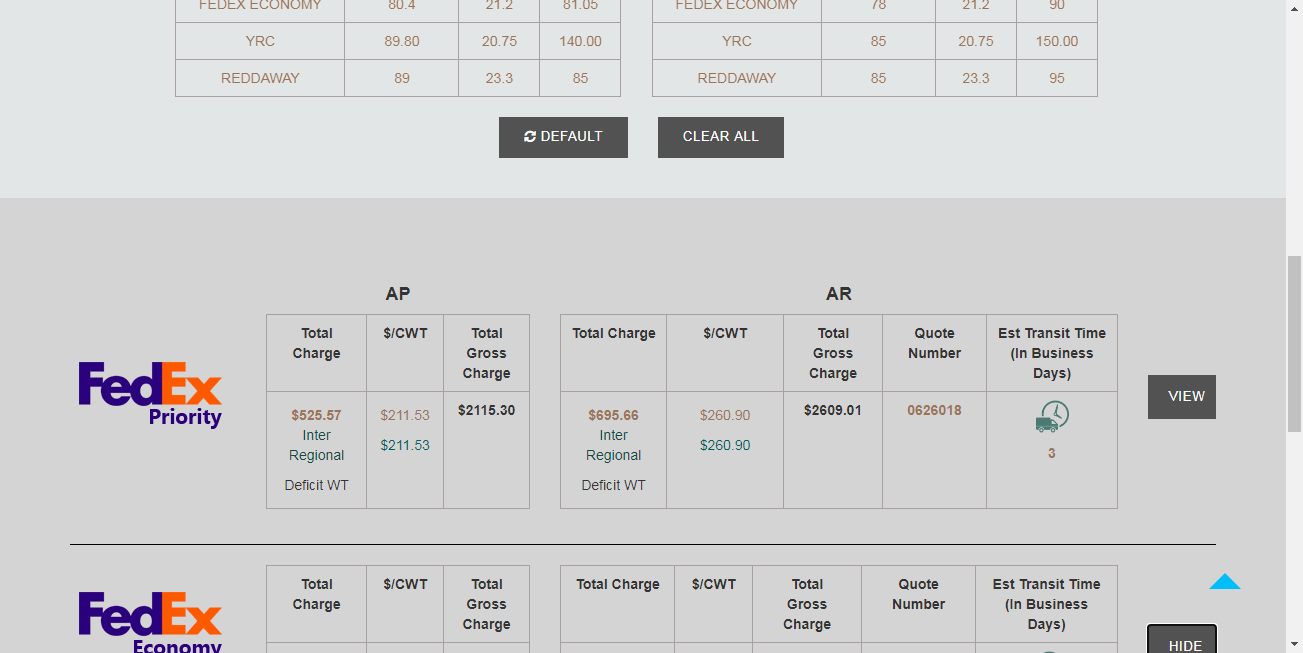 FEDEX ECONOMY 80.4 21.2 81.05 FEDEX ECONOMY 78 21.2 90
YRC 89.80 20.75 140.00 YRC 85 20.75 150.00
REDDAWAY 89 23.3 85 REDDAWAY 85 23.3 95
DEFAULT CLEAR ALL
AP AR
Total $/CWT Total Total Charge $/CWT Total Quote Est Transit Time
Charge Gross Gross Number (In Business
Charge Charge Days)
FedEx
Priority
$525.57 $211.53 $2115.30 $695.66 $260.90 $2609.01 0626018
Inter Inter
Regional $211.53 Regional $260.90
3
Deficit WT Deficit WT
VIEW
Total $/CWT Total Total Charge $/CWT Total Quote Est Transit Time
Charge Gross Gross Number (In Business
Charge Charge Days)
FedEx
Economy
HIDE